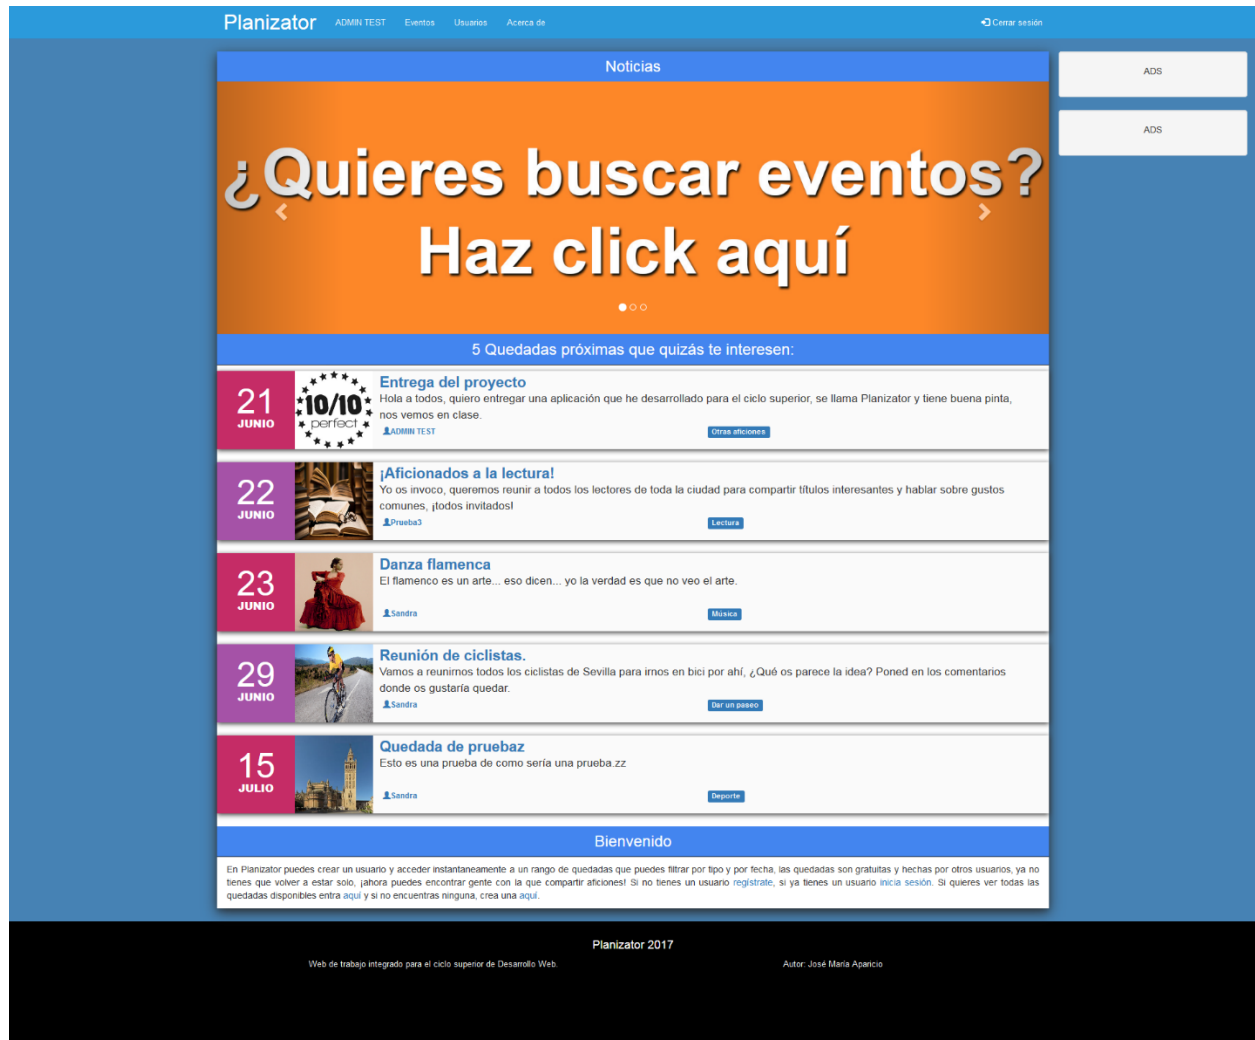 Planizator ADMIN TEST Eventos Usuarios Acerca de Cerrar sesión
Noticias
ADS
ADS
¿Quieres buscar eventos?
Haz click aquí
5 Quedadas próximas que quizás te interesen:
21
JUNIO
10/10
perfect
Entrega del proyecto
Hola a todos, quiero entregar una aplicación que he desarrollado para el ciclo superior, se llama Planizator y tiene buena pinta,
nos vemos en clase.
ADMIN TEST Otras aficiones
22
JUNIO
¡Aficionados a la lectura!
Yo os invoco, queremos reunir a todos los lectores de toda la ciudad para compartir títulos interesantes y hablar sobre gustos
comunes, ¡todos invitados!
Prueba3 Lectura
23
JUNIO
Danza flamenca
El flamenco es un arte... eso dicen... yo la verdad es que no veo el arte.
Sandra Música
29
JUNIO
Reunión de ciclistas.
Vamos a reunirnos todos los ciclistas de Sevilla para irnos en bici por ahí, ¿Qué os parece la idea? Poned en los comentarios
donde os gustaría quedar.
Sandra Dar un paseo
15
JULIO
Quedada de pruebaz
Esto es una prueba de como sería una prueba.zz
Sandra Deporte
Bienvenido
En Planizator puedes crear un usuario y acceder instantaneamente a un rango de quedadas que puedes filtrar por tipo y por fecha, las quedadas son gratuitas y hechas por otros usuarios, ya no
tienes que volver a estar solo, ¡ahora puedes encontrar gente con la que compartir aficiones! Si no tienes un usuario regístrate, si ya tienes un usuario inicia sesión. Si quieres ver todas las
quedadas disponibles entra aquí y si no encuentras ninguna, crea una aquí.
Planizator 2017
Web de trabajo integrado para el ciclo superior de Desarrollo Web. Autor: José María Aparicio